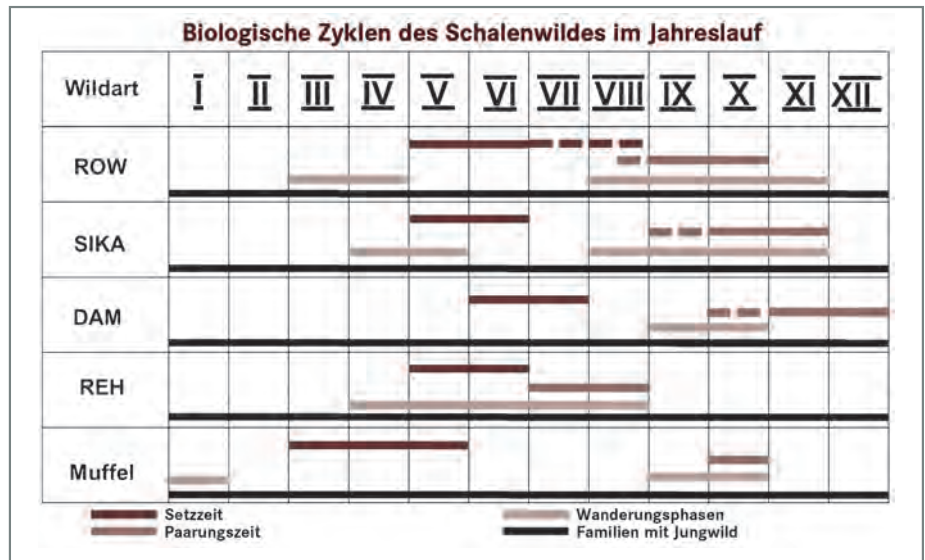 Biologische Zyklen des Schalenwildes im Jahreslauf
Wildart I II III IV V VI VII VIII IX X XI XII
ROW
SIKA
DAM
REH
Muffel
Setzzeit Wanderungsphasen
Paarungszeit Familien mit Jungwild